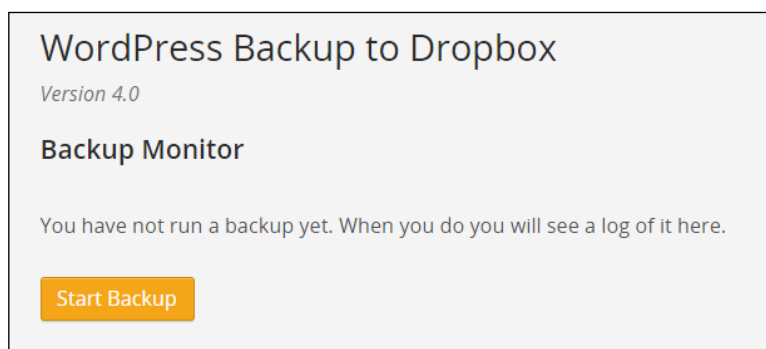 WordPress Backup to Dropbox
Version 4.0
Backup Monitor
You have not run a backup yet. When you do you will see a log of it here.
Start Backup